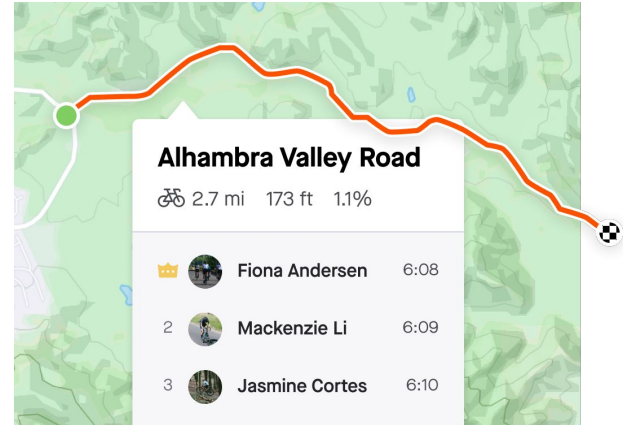 Alhambra Valley Road
2.7 mi 173 ft 1.1%
Fiona Andersen 6:08
2 Mackenzie Li 6:09
3 Jasmine Cortes 6:10